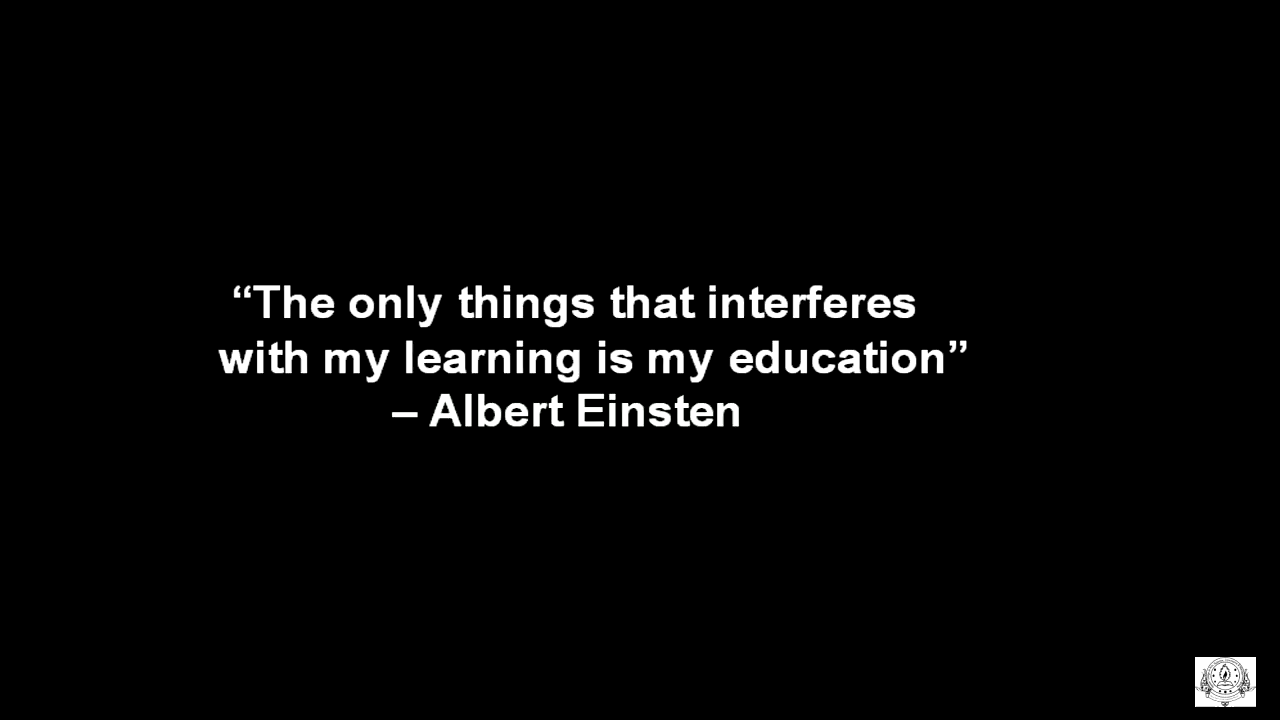 “The only things that interferes
with my learning is my education”
– Albert Einsten